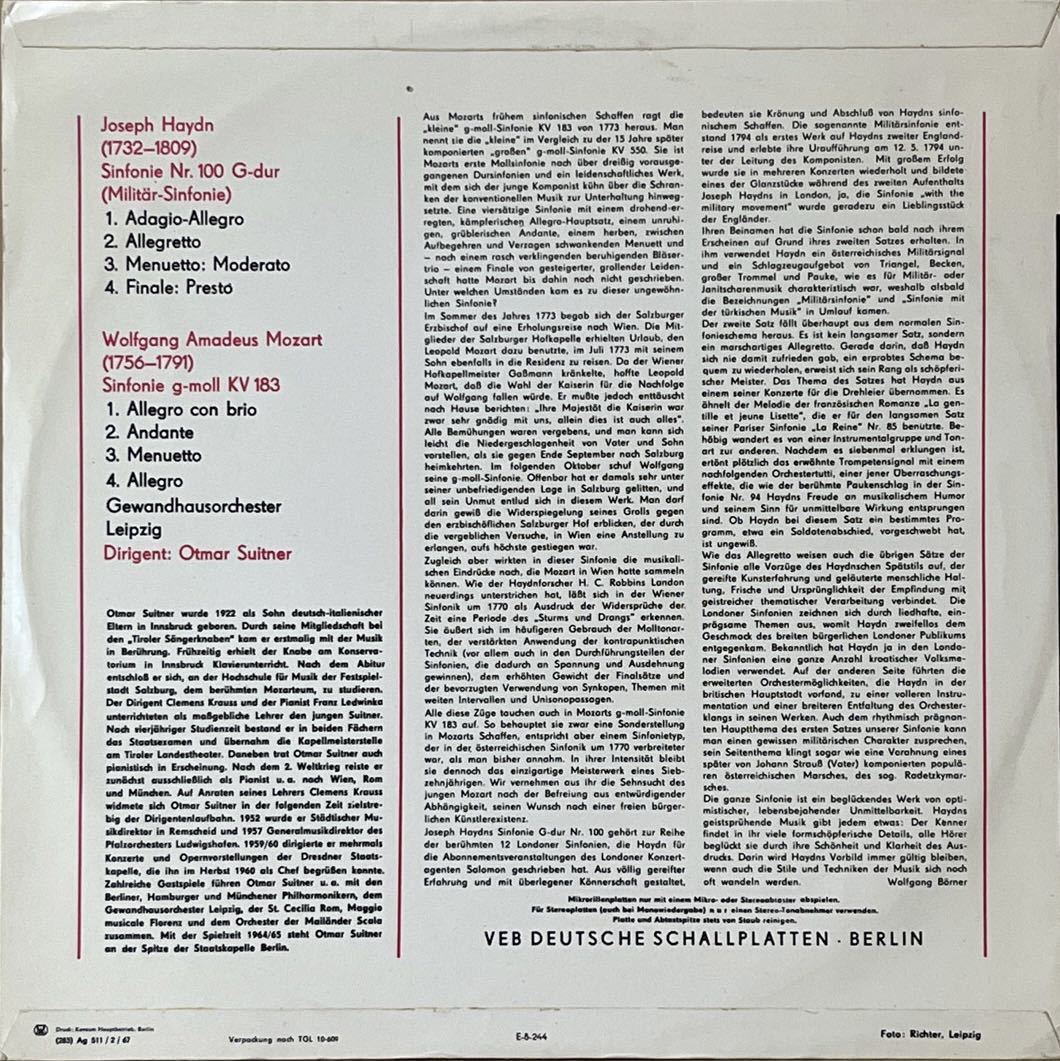 Joseph Haydn
(1732–1809)
Sinfonie Nr. 100 G-dur
(Militär-Sinfonie)
1. Adagio-Allegro
2. Allegretto
3. Menuetto: Moderato
4. Finale: Presto
Wolfgang Amadeus Mozart
(1756–1791)
Sinfonie g-moll KV 183
1. Allegro con brio
2. Andante
3. Menuetto
4. Allegro
Gewandhausorchester
Leipzig
Dirigent: Otmar Suitner
Otmar Suitner wurde 1922 als Sohn deutsch-italienischer
Eltern in Innsbruck geboren. Durch seine Mitgliedschaft bei
den „Tiroler Sängerknaben“ kam er erstmalig mit der Musik
in Berührung. Frühzeitig erhielt der Knabe am Konserva-
torium in Innsbruck Klavierunterricht. Nach dem Abitur
entschloß er sich, an der Hochschule für Musik der Festspiel-
stadt Salzburg, dem berühmten Mozarteum, zu studieren.
Der Dirigent Clemens Krauss und der Pianist Franz Ledwinka
unterrichteten als maßgebliche Lehrer den jungen Suitner.
Nach vierjähriger Studienzeit bestand er in beiden Fächern
das Staatsexamen und übernahm die Kapellmeisterstelle
am Tiroler Landestheater. Daneben trat Otmar Suitner auch
pianistisch in Erscheinung. Nach dem 2. Weltkrieg reiste er
zunächst ausschließlich als Pianist u. a. nach Wien, Rom
und München. Auf Anraten seines Lehrers Clemens Krauss
widmete sich Otmar Suitner in der folgenden Zeit zielstre-
big der Dirigentenlaufbahn. 1952 wurde er Städtischer Mu-
sikdirektor in Remscheid und 1957 Generalmusikdirektor des
Pfalzorchesters Ludwigshafen. 1959/60 dirigierte er mehrmals
Konzerte und Opernvorstellungen der Dresdner Staats-
kapelle, die ihn im Herbst 1960 als Chef begrüßen konnte.
Zahlreiche Gastspiele führen Otmar Suitner u. a. mit den
Berliner, Hamburger und Münchner Philharmonikern, dem
Gewandhausorchester Leipzig, der St. Cecilia Rom, Maggio
musicale Florenz und dem Orchester der Mailänder Scala
zusammen. Mit der Spielzeit 1964/65 steht Otmar Suitner
an der Spitze der Staatskapelle Berlin.
Aus Mozarts frühem sinfonischen Schaffen ragt die
„kleine“ g-moll-Sinfonie KV 183 von 1773 heraus. Man
nennt sie die „kleine“ im Vergleich zu der 15 Jahre später
komponierten „großen“ g-moll-Sinfonie KV 550. Sie ist
Mozarts erste Mollsinfonie nach über dreißig vorausge-
gangenen Dursinfonien und ein leidenschaftliches Werk,
mit dem sich der junge Komponist kühn über die Schran-
ken der konventionellen Musik zur Unterhaltung hinweg-
setzte. Eine viersätzige Sinfonie mit einem drohend-er-
regten, kämpferischen Allegro-Hauptsatz, einem unruhi-
gen, grüblerischen Andante, einem herben, zwischen
Aufbegehren und Verzagen schwankenden Menuett und
– nach einem rasch verklingenden beruhigenden Bläser-
trio – einem Finale von gesteigerter, grollender Leiden-
schaft hatte Mozart bis dahin noch nicht geschrieben.
Unter welchen Umständen kam es zu dieser ungewöhn-
lichen Sinfonie?
Im Sommer des Jahres 1773 begab sich der Salzburger
Erzbischof auf eine Erholungsreise nach Wien. Die Mit-
glieder der Salzburger Hofkapelle erhielten Urlaub, den
Leopold Mozart dazu benutzte, im Juli 1773 mit seinem
Sohn ebenfalls in die Residenz zu reisen. Da der Wiener
Hofkapellmeister Gaßmann kränkelte, hoffte Leopold
Mozart, daß die Wahl der Kaiserin für die Nachfolge
auf Wolfgang fallen würde. Er mußte jedoch enttäuscht
nach Hause berichten: „Ihre Majestät die Kaiserin war
zwar sehr gnädig mit uns, allein dies ist auch alles“.
Alle Bemühungen waren vergebens, und man kann sich
leicht die Niedergeschlagenheit von Vater und Sohn
vorstellen, als sie gegen Ende September nach Salzburg
heimkehrten. Im folgenden Oktober schuf Wolfgang
seine g-moll-Sinfonie. Offenbar hat er damals sehr unter
seiner unbefriedigenden Lage in Salzburg gelitten, und
all sein Unmut entlud sich in diesem Werk. Man darf
darin gewiß die Widerspiegelung seines Grolls gegen
den erzbischöflichen Salzburger Hof erblicken, der durch
die vergeblichen Versuche, in Wien eine Anstellung zu
erlangen, aufs höchste gestiegen war.
Zugleich aber wirkten in dieser Sinfonie die musikali-
schen Eindrücke nach, die Mozart in Wien hatte sammeln
können. Wie der Haydnforscher H. C. Robbins Landon
neuerdings unterstrichen hat, läßt sich in der Wiener
Sinfonik um 1770 als Ausdruck der Widersprüche der
Zeit eine Periode des „Sturms und Drangs“ erkennen.
Sie äußert sich im häufigeren Gebrauch der Molltonar-
ten, der verstärkten Anwendung der kontrapunktischen
Technik (vor allem auch in den Durchführungsteilen der
Sinfonien, die dadurch an Spannung und Ausdehnung
gewinnen), dem erhöhten Gewicht der Finalsätze und
der bevorzugten Verwendung von Synkopen, Themen mit
weiten Intervallen und Unisonopassagen.
Alle diese Züge tauchen auch in Mozarts g-moll-Sinfonie
KV 183 auf. So behauptet sie zwar eine Sonderstellung
in Mozarts Schaffen, entspricht aber einem Sinfonietyp,
der in der österreichischen Sinfonik um 1770 verbreiteter
war, als man bisher annahm. In ihrer Intensität bleibt
sie dennoch das einzigartige Meisterwerk eines Sieb-
zehnjährigen. Wir vernehmen aus ihr die Sehnsucht des
jungen Mozart nach der Befreiung aus entwürdigender
Abhängigkeit, seinen Wunsch nach einer freien bürger-
lichen Künstlerexistenz.
Joseph Haydns Sinfonie G-dur Nr. 100 gehört zur Reihe
der berühmten 12 Londoner Sinfonien, die Haydn für
die Abonnementsveranstaltungen des Londoner Konzert-
agenten Salomon geschrieben hat. Aus völlig gereifter
Erfahrung und mit überlegener Könnerschaft gestaltet,
bedeuten sie Krönung und Abschluß von Haydns sinfo-
nischem Schaffen. Die sogenannte Militärsinfonie ent-
stand 1794 als erstes Werk auf Haydns zweiter England-
reise und erlebte ihre Uraufführung am 12. 5. 1794 un-
ter der Leitung des Komponisten. Mit großem Erfolg
wurde sie in mehreren Konzerten wiederholt und bildete
eines der Glanzstücke während des zweiten Aufenthalts
Joseph Haydns in London, ja, die Sinfonie „with the
military movement“ wurde geradezu ein Lieblingsstück
der Engländer.
Ihren Beinamen hat die Sinfonie schon bald nach ihrem
Erscheinen auf Grund ihres zweiten Satzes erhalten. In
ihm verwendet Haydn ein österreichisches Militärsignal
und ein Schlagzeugaufgebot von Triangel, Becken,
großer Trommel und Pauke, wie es für Militär- oder
Janitscharenmusik charakteristisch war, weshalb alsbald
die Bezeichnungen „Militärsinfonie“ und „Sinfonie mit
der türkischen Musik“ in Umlauf kamen.
Der zweite Satz fällt überhaupt aus dem normalen Sin-
fonieschema heraus. Es ist kein langsamer Satz, sondern
ein marschartiges Allegretto. Gerade darin, daß Haydn
sich nie damit zufrieden gab, ein erprobtes Schema be-
quem zu wiederholen, erweist sich sein Rang als schöpferi-
scher Meister. Das Thema des Satzes hat Haydn aus
einem seiner Konzerte für die Drehleier übernommen. Es
ähnelt der Melodie der französischen Romanze „La gen-
tille et jeune Lisette“, die er für den langsamen Satz
seiner Pariser Sinfonie „La Reine“ Nr. 85 benützte. Be-
häbig wandert es von einer Instrumentalgruppe und Ton-
art zur anderen. Nachdem es siebenmal erklungen ist,
ertönt plötzlich das erwähnte Trompetensignal mit einem
nachfolgenden Orchestertutti, einer jener Überraschungs-
effekte, die wie der berühmte Paukenschlag in der Sin-
fonie Nr. 94 Haydns Freude an musikalischem Humor
und seinem Sinn für unmittelbare Wirkung entsprungen
sind. Ob Haydn bei diesem Satz ein bestimmtes Pro-
gramm, etwa ein Soldatenabschied, vorgeschwebt hat,
ist ungewiß.
Wie das Allegretto weisen auch die übrigen Sätze der
Sinfonie alle Vorzüge des Haydnschen Spätstils auf, der
gereifte Kunsterfahrung und geläuterte menschliche Hal-
tung, Frische und Ursprünglichkeit der Empfindung mit
geistreicher thematischer Verarbeitung verbindet. Die
Londoner Sinfonien zeichnen sich durch liedhafte, ein-
prägsame Themen aus, womit Haydn zweifellos dem
Geschmack des breiten bürgerlichen Londoner Publikums
entgegenkam. Bekanntlich hat Haydn ja in den Londo-
ner Sinfonien eine ganze Anzahl kroatischer Volksme-
lodien verwendet. Auf der anderen Seite führten die
erweiterten Orchestermöglichkeiten, die Haydn in der
britischen Hauptstadt vorfand, zu einer volleren Instru-
mentation und einer breiteren Entfaltung des Orchester-
klangs in seinen Werken. Auch dem rhythmisch prägnan-
ten Hauptthema des ersten Satzes unserer Sinfonie kann
man einen gewissen militärischen Charakter zusprechen,
sein Seitenthema klingt sogar wie eine Vorahnung eines
später von Johann Strauß (Vater) komponierten populä-
ren österreichischen Marsches, des sog. Radetzkymar-
sches.
Die ganze Sinfonie ist ein beglückendes Werk von opti-
mistischer, lebensbejahender Unmittelbarkeit. Haydns
geistsprühende Musik gibt jedem etwas: Der Kenner
findet in ihr viele formschöpferische Details, alle Hörer
beglückt sie durch ihre Schönheit und Klarheit des Aus-
drucks. Darin wird Haydns Vorbild immer gültig bleiben,
wenn auch die Stile und Techniken der Musik sich noch
oft wandeln werden. Wolfgang Börner
Mikrorillenplatten nur mit einem Mikro- oder Stereoabtaster abspielen.
Für Stereoplatten (auch bei Monowiedergabe) nur einen Stereo-Tonabnehmer verwenden.
Platte und Abtastspitze stets von Staub reinigen.
VEB DEUTSCHE SCHALLPLATTEN · BERLIN
Druck: Konsum Hauptbetrieb. Berlin
(283) Ag 511/2/67
Verpackung nach TGL 10-609
E-8-244
Foto: Richter, Leipzig